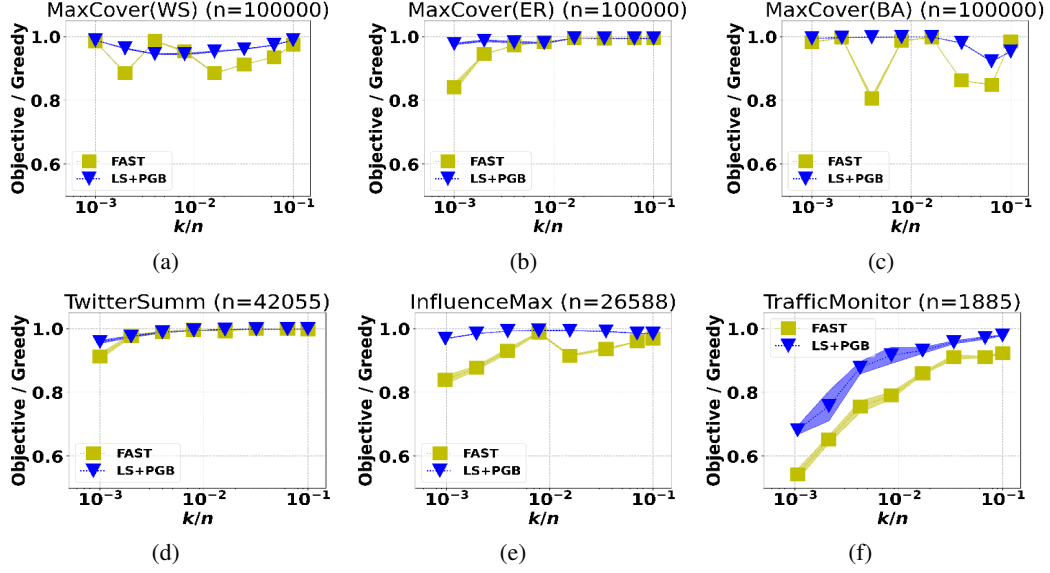 MaxCover(WS) (n=100000)
Objective / Greedy
1.0
0.8
0.6
FAST
LS+PGB
10⁻³
10⁻²
10⁻¹
k/n
(a)
MaxCover(ER) (n=100000)
Objective / Greedy
1.0
0.8
0.6
FAST
LS+PGB
10⁻³
10⁻²
10⁻¹
k/n
(b)
MaxCover(BA) (n=100000)
Objective / Greedy
1.0
0.8
0.6
FAST
LS+PGB
10⁻³
10⁻²
10⁻¹
k/n
(c)
TwitterSumm (n=42055)
Objective / Greedy
1.0
0.8
0.6
FAST
LS+PGB
10⁻³
10⁻²
10⁻¹
k/n
(d)
InfluenceMax (n=26588)
Objective / Greedy
1.0
0.8
0.6
FAST
LS+PGB
10⁻³
10⁻²
10⁻¹
k/n
(e)
TrafficMonitor (n=1885)
Objective / Greedy
1.0
0.8
0.6
FAST
LS+PGB
10⁻³
10⁻²
10⁻¹
k/n
(f)